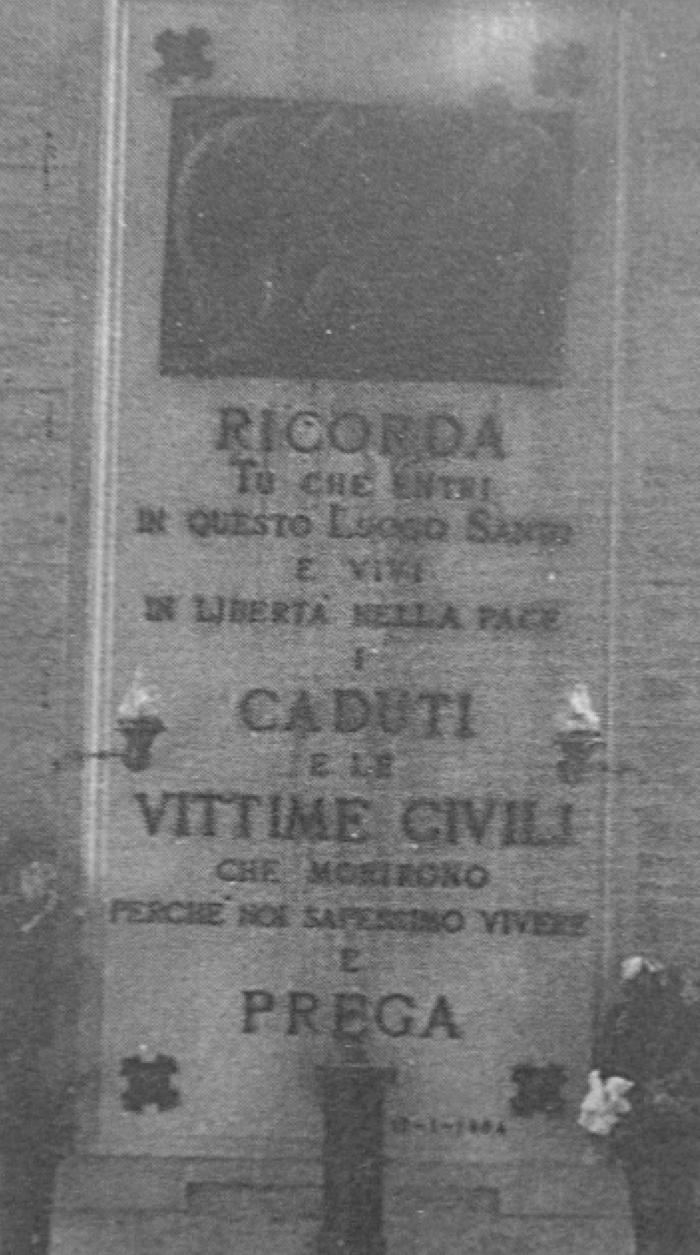 RICORDA
TU CHE ENTRI
IN QUESTO LUOGO SANTO
E VIVI
IN LIBERTA' NELLA PACE
I
CADUTI
E LE
VITTIME CIVILI
CHE MORIRONO
PERCHE' NOI SAPESSIMO VIVERE
E
PREGA